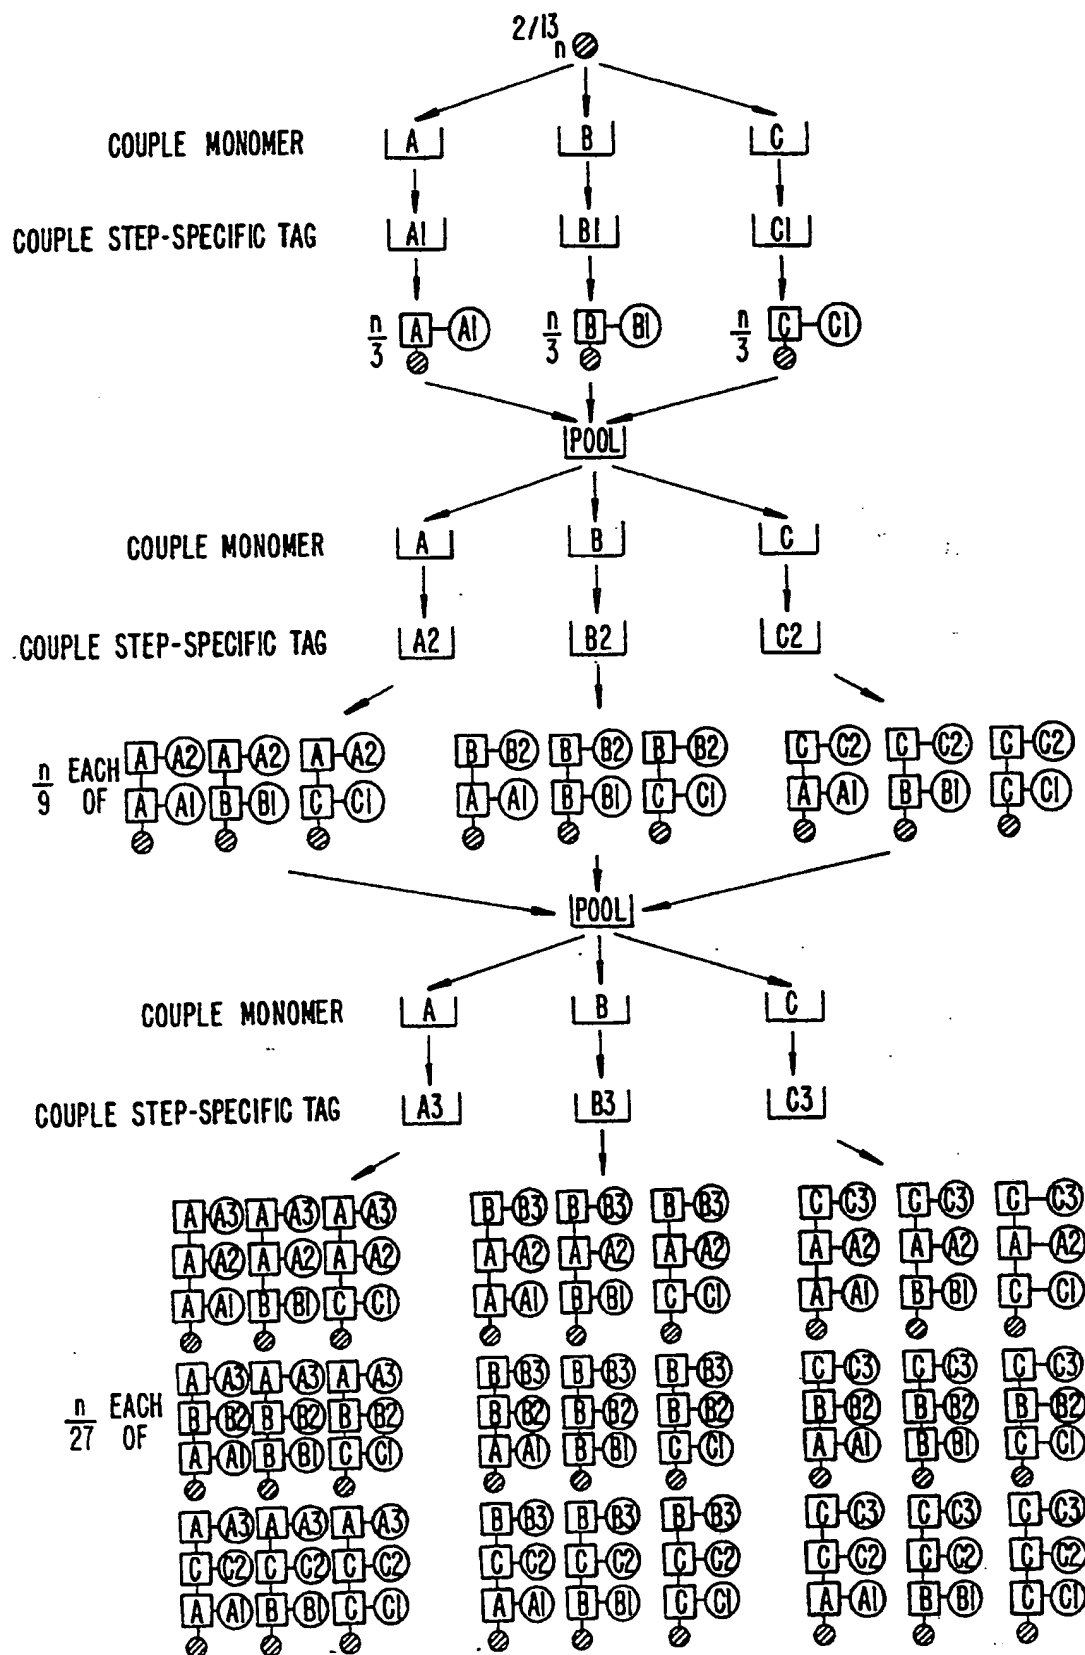 2/13
n
COUPLE MONOMER A B C
COUPLE STEP-SPECIFIC TAG A1 B1 C1
n/3 A A1 n/3 B B1 n/3 C C1
POOL
COUPLE MONOMER A B C
COUPLE STEP-SPECIFIC TAG A2 B2 C2
n/9 EACH OF
A A2 A A2 A A2 B B2 B B2 B B2 C C2 C C2 C C2
A A1 B B1 C C1 A A1 B B1 C C1 A A1 B B1 C C1
POOL
COUPLE MONOMER A B C
COUPLE STEP-SPECIFIC TAG A3 B3 C3
A A3 A A3 A A3 B B3 B B3 B B3 C C3 C C3 C C3
A A2 A A2 A A2 A A2 A A2 A A2 A A2 A A2 A A2
A A1 B B1 C C1 A A1 B B1 C C1 A A1 B B1 C C1
n/27 EACH OF
A A3 A A3 A A3 B B3 B B3 B B3 C C3 C C3 C C3
B B2 B B2 B B2 B B2 B B2 B B2 B B2 B B2 B B2
A A1 B B1 C C1 A A1 B B1 C C1 A A1 B B1 C C1
A A3 A A3 A A3 B B3 B B3 B B3 C C3 C C3 C C3
C C2 C C2 C C2 C C2 C C2 C C2 C C2 C C2 C C2
A A1 B B1 C C1 A A1 B B1 C C1 A A1 B B1 C C1